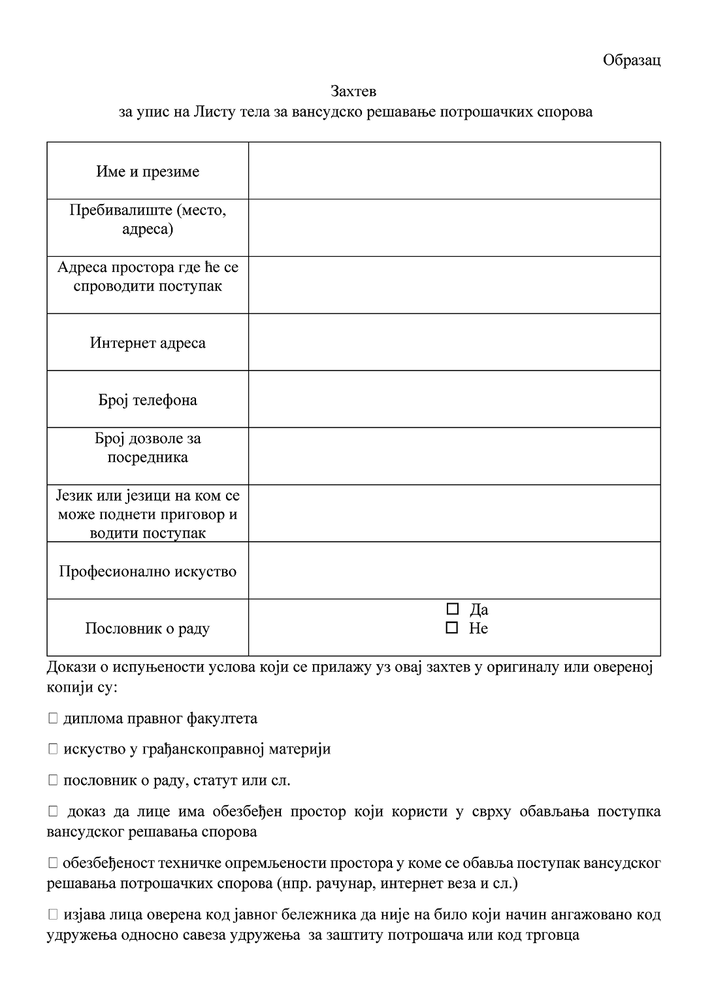 Образац
Захтев
за упис на Листу тела за вансудско решавање потрошачких спорова
Име и презиме
Пребивалиште (место,
адреса)
Адреса простора где ће се
спроводити поступак
Интернет адреса
Број телефона
Број дозволе за
посредника
Језик или језици на ком се
може поднети приговор и
водити поступак
Професионално искуство
Пословник о раду
☐ Да
☐ Не
Докази о испуњености услова који се прилажу уз овај захтев у оригиналу или овереној
копији су:
☐ диплома правног факултета
☐ искуство у грађанскоправној материји
☐ пословник о раду, статут или сл.
☐ доказ да лице има обезбеђен простор који користи у сврху обављања поступка
вансудског решавања спорова
☐ обезбеђеност техничке опремљености простора у коме се обавља поступак вансудског
решавања потрошачких спорова (нпр. рачунар, интернет веза и сл.)
☐ изјава лица оверена код јавног бележника да није на било који начин ангажовано код
удружења односно савеза удружења за заштиту потрошача или код трговца